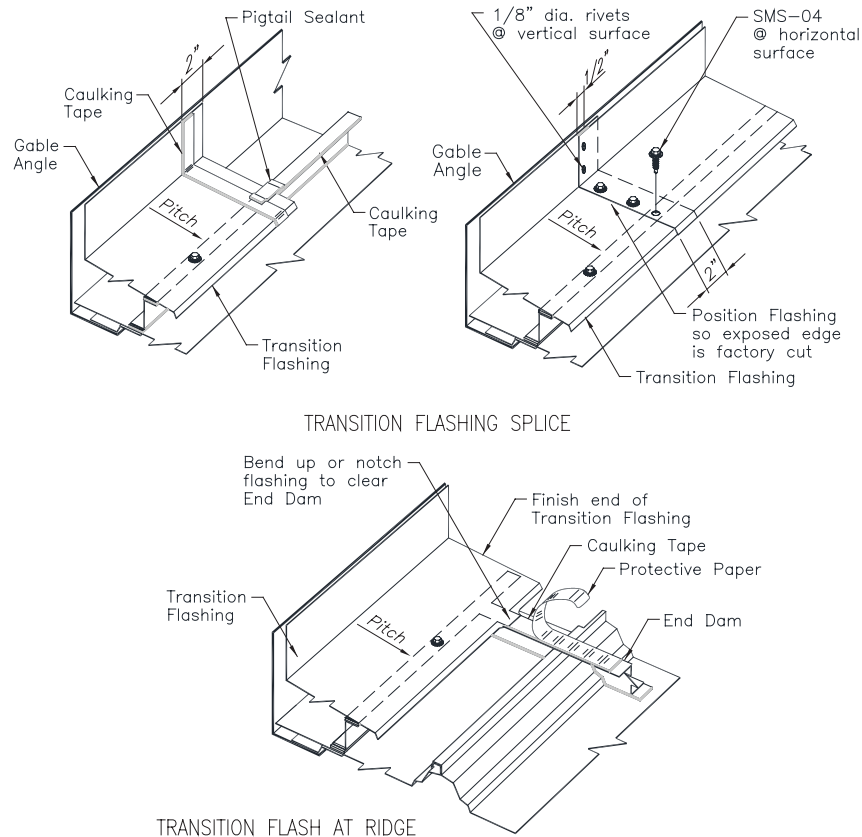 Pigtail Sealant
2"
Caulking
Tape
Gable
Angle
Pitch
Caulking
Tape
Transition
Flashing
1/8" dia. rivets
@ vertical surface
SMS-04
@ horizontal
surface
1/2"
Gable
Angle
Pitch
2"
Position Flashing
so exposed edge
is factory cut
Transition Flashing
TRANSITION FLASHING SPLICE
Bend up or notch
flashing to clear
End Dam
Finish end of
Transition Flashing
Caulking Tape
Protective Paper
Transition
Flashing
End Dam
Pitch
TRANSITION FLASH AT RIDGE